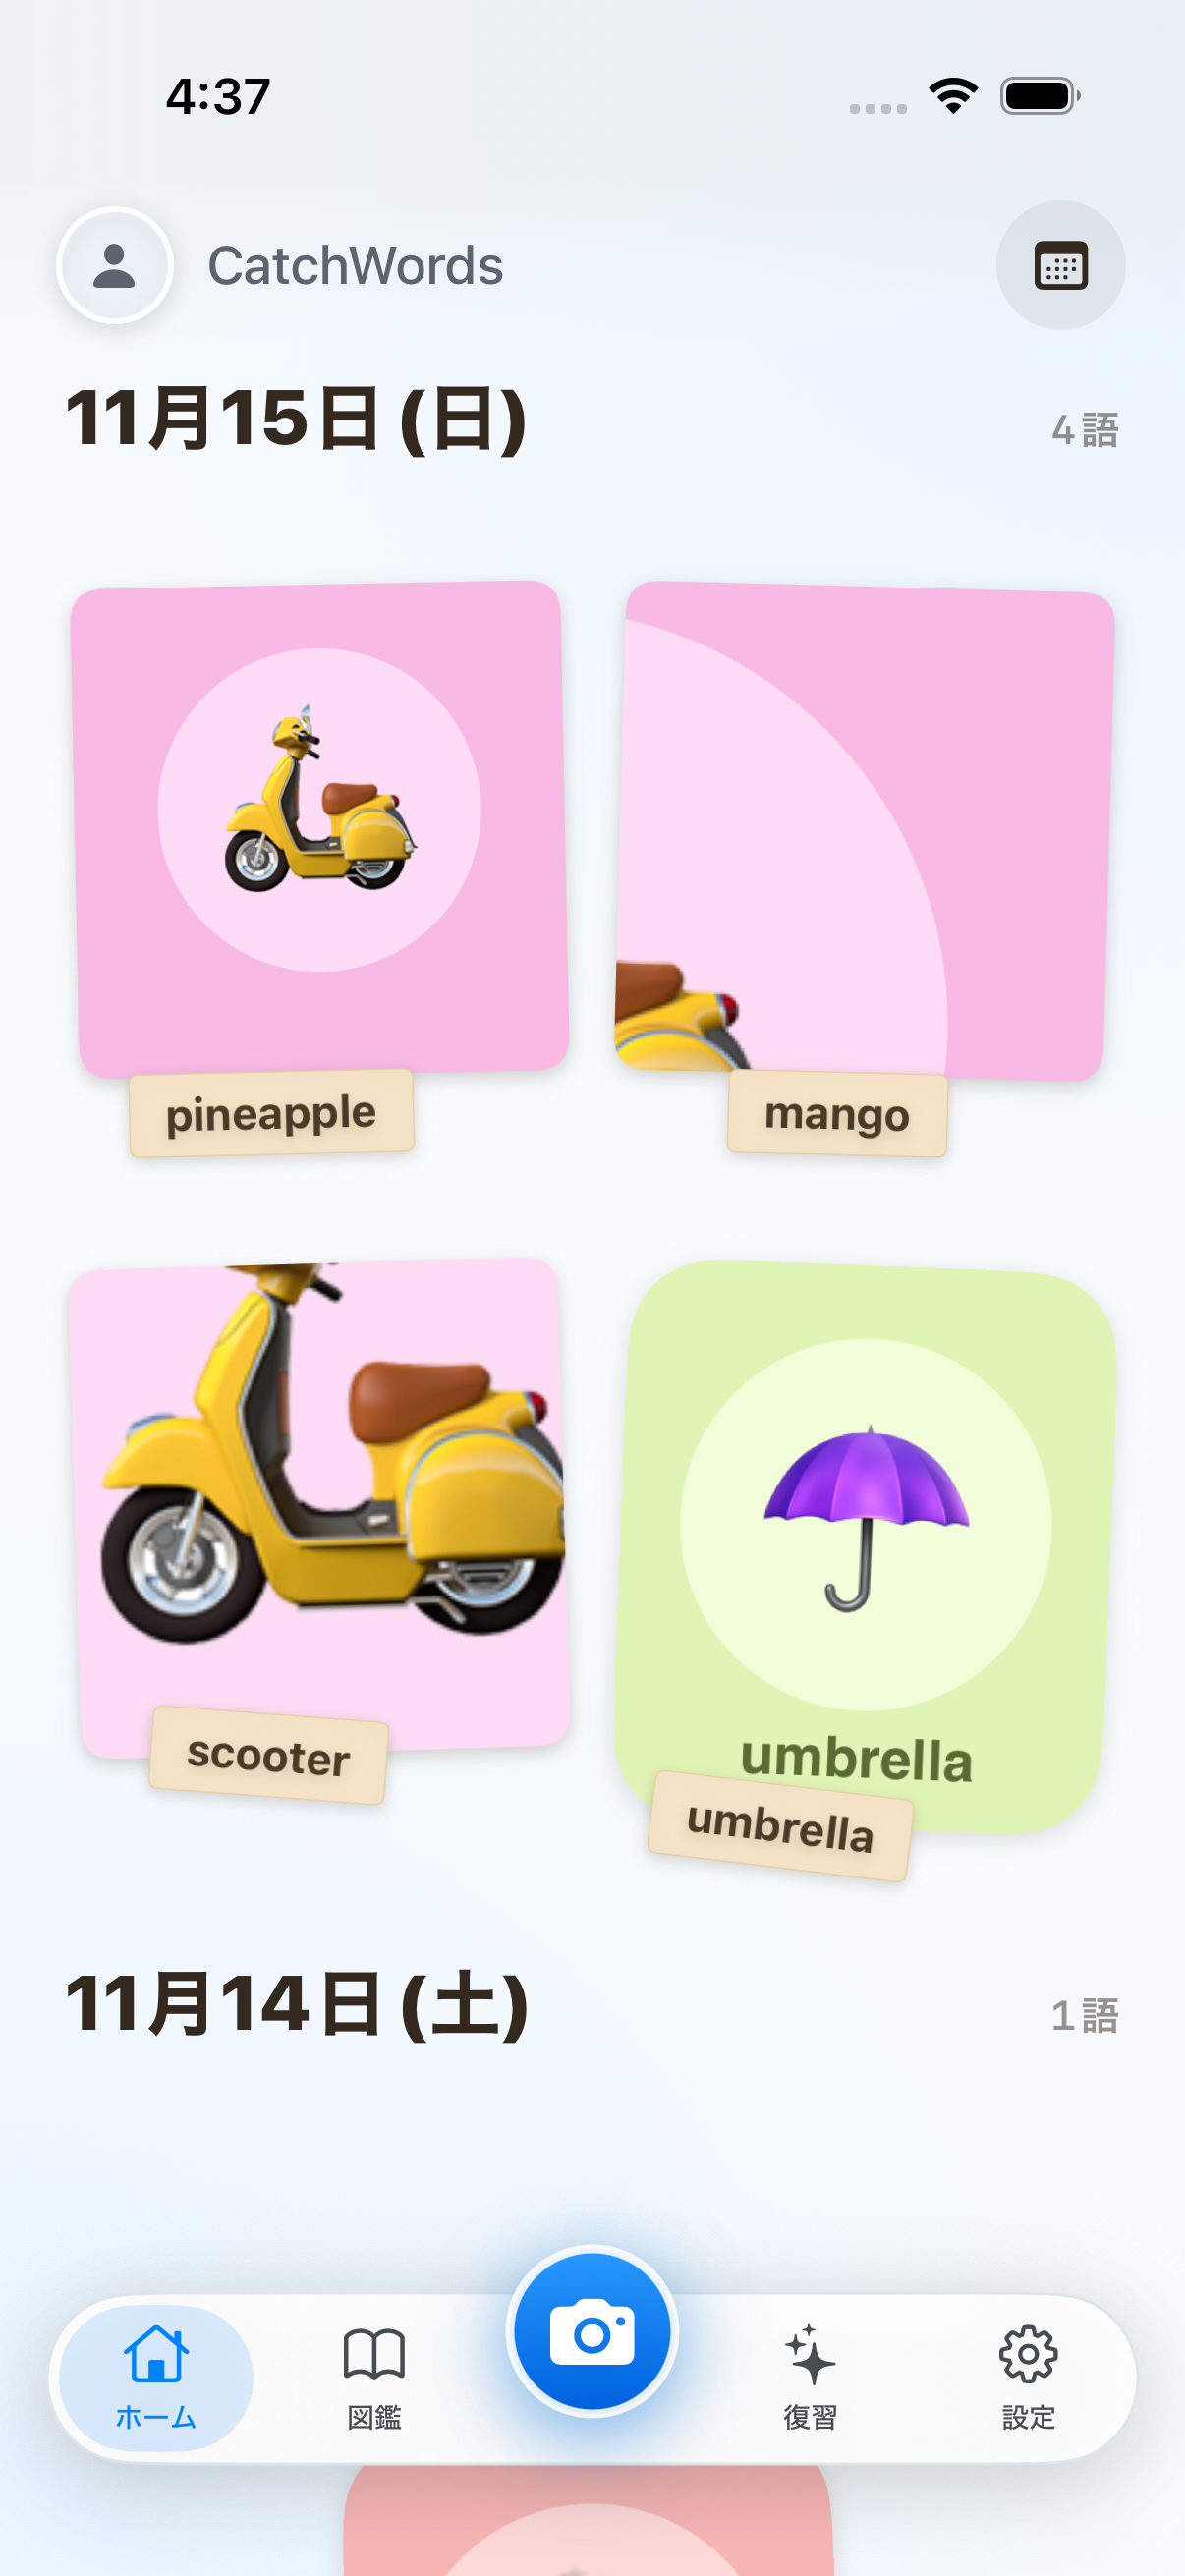 4:37
CatchWords
11月15日(日)
4語
pineapple
mango
scooter
umbrella
umbrella
11月14日(土)
1語
ホーム
図鑑
復習
設定